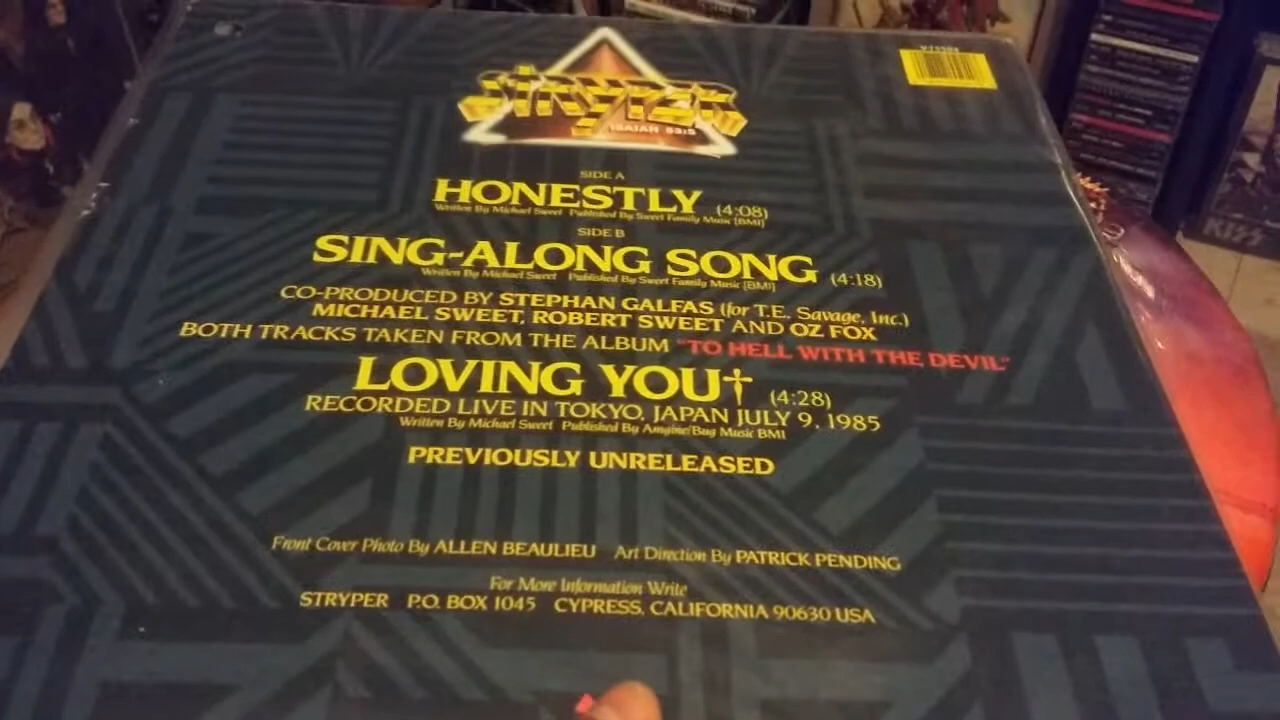 STRYPER
ISAIAH 53:5
SIDE A
HONESTLY (4:08)
Written By Michael Sweet Published By Sweet Family Music [BMI]
SIDE B
SING-ALONG SONG (4:18)
Written By Michael Sweet Published By Sweet Family Music [BMI]
CO-PRODUCED BY STEPHAN GALFAS (for T.E. Savage, Inc.)
MICHAEL SWEET, ROBERT SWEET AND OZ FOX
BOTH TRACKS TAKEN FROM THE ALBUM "TO HELL WITH THE DEVIL"
LOVING YOU† (4:28)
RECORDED LIVE IN TOKYO, JAPAN JULY 9, 1985
Written By Michael Sweet Published By Amgine/Bug Music BMI
PREVIOUSLY UNRELEASED
Front Cover Photo By ALLEN BEAULIEU Art Direction By PATRICK PENDING
For More Information Write
STRYPER P.O. BOX 1045 CYPRESS, CALIFORNIA 90630 USA
KISS